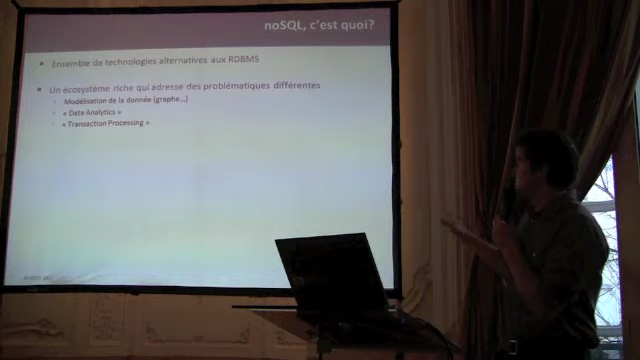 noSQL, c'est quoi?
Ensemble de technologies alternatives aux RDBMS
Un écosystème riche qui adresse des problématiques différentes
Modélisation de la donnée (graphe...)
« Data Analytics »
« Transaction Processing »